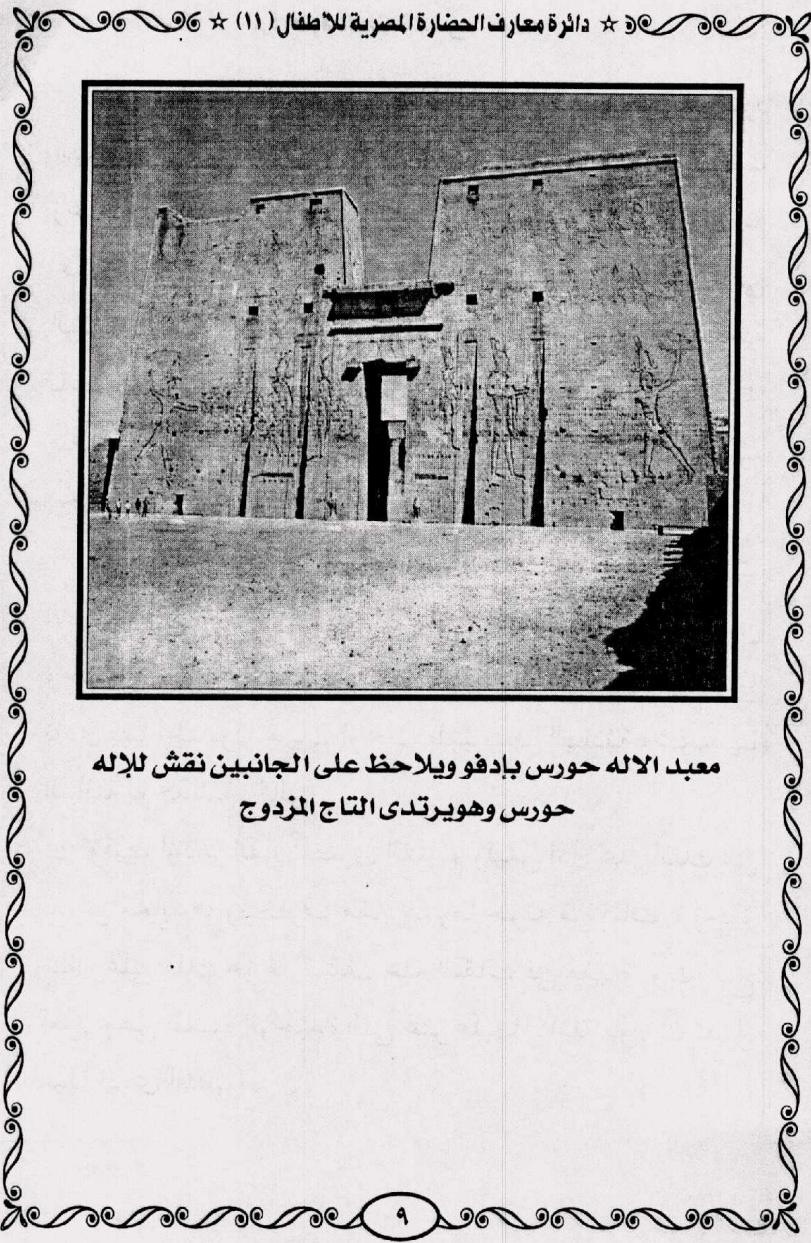 ☆ دائرة معارف الحضارة المصرية للأطفال (١١) ☆
معبد الاله حورس بإدفو ويلاحظ على الجانبين نقش للإله
حورس وهويرتدى التاج المزدوج
٩